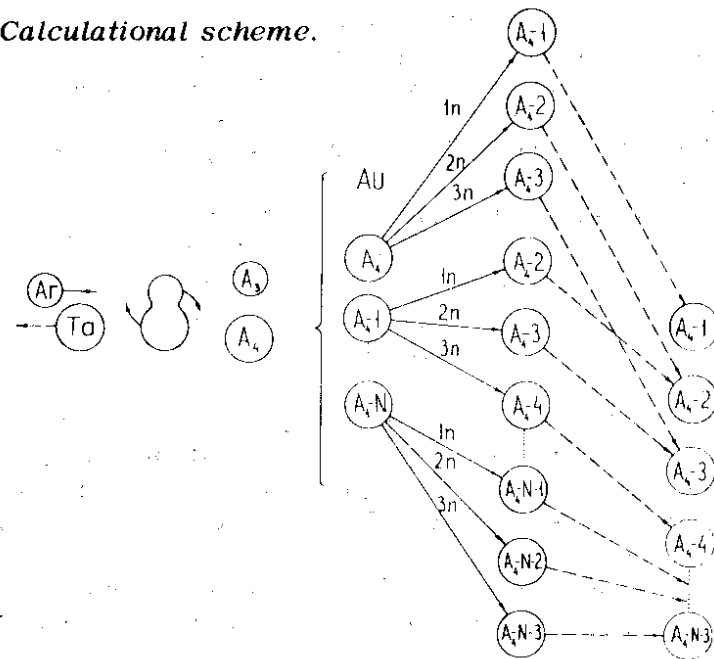 Calculational scheme.
Ar
Ta
A₃
A₄
AU
A₄
A₄-1
A₄-N
1n
2n
3n
1n
2n
3n
1n
2n
3n
A₄-1
A₄-2
A₄-3
A₄-2
A₄-3
A₄-4
A₄-N-1
A₄-N-2
A₄-N-3
A₄-1
A₄-2
A₄-3
A₄-4
A₄-N-3